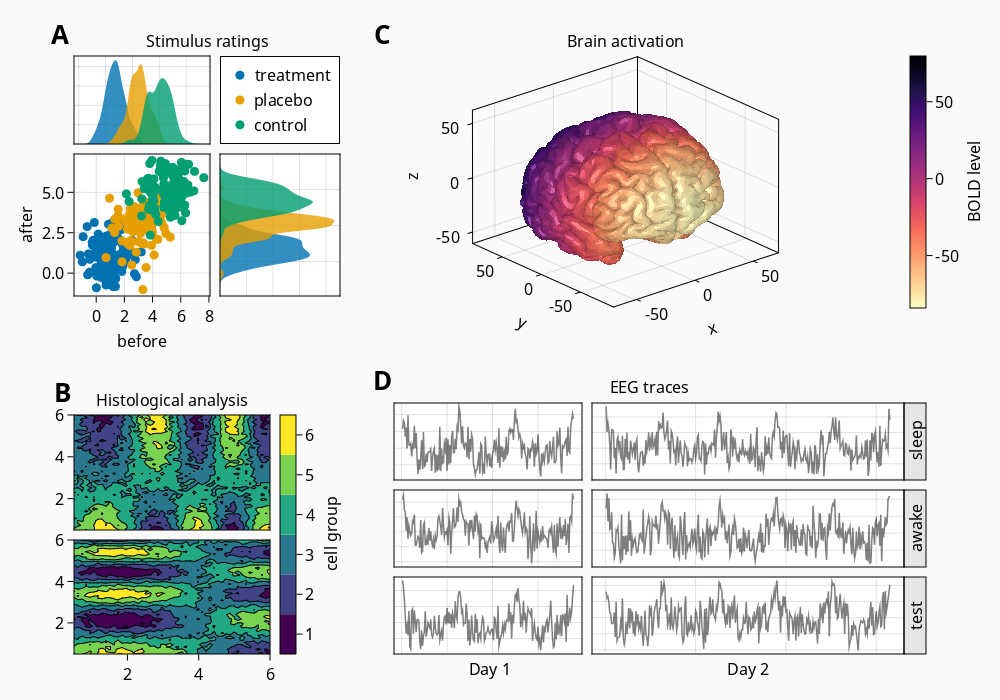 A
Stimulus ratings
treatment
placebo
control
5.0
2.5
0.0
after
0 2 4 6 8
before
C
Brain activation
50
0
-50
z
50
0
-50
y
-50
0
50
x
50
0
-50
BOLD level
B
Histological analysis
6
4
2
6
4
2
2 4 6
6
5
4
3
2
1
cell group
D
EEG traces
sleep
awake
test
Day 1 Day 2